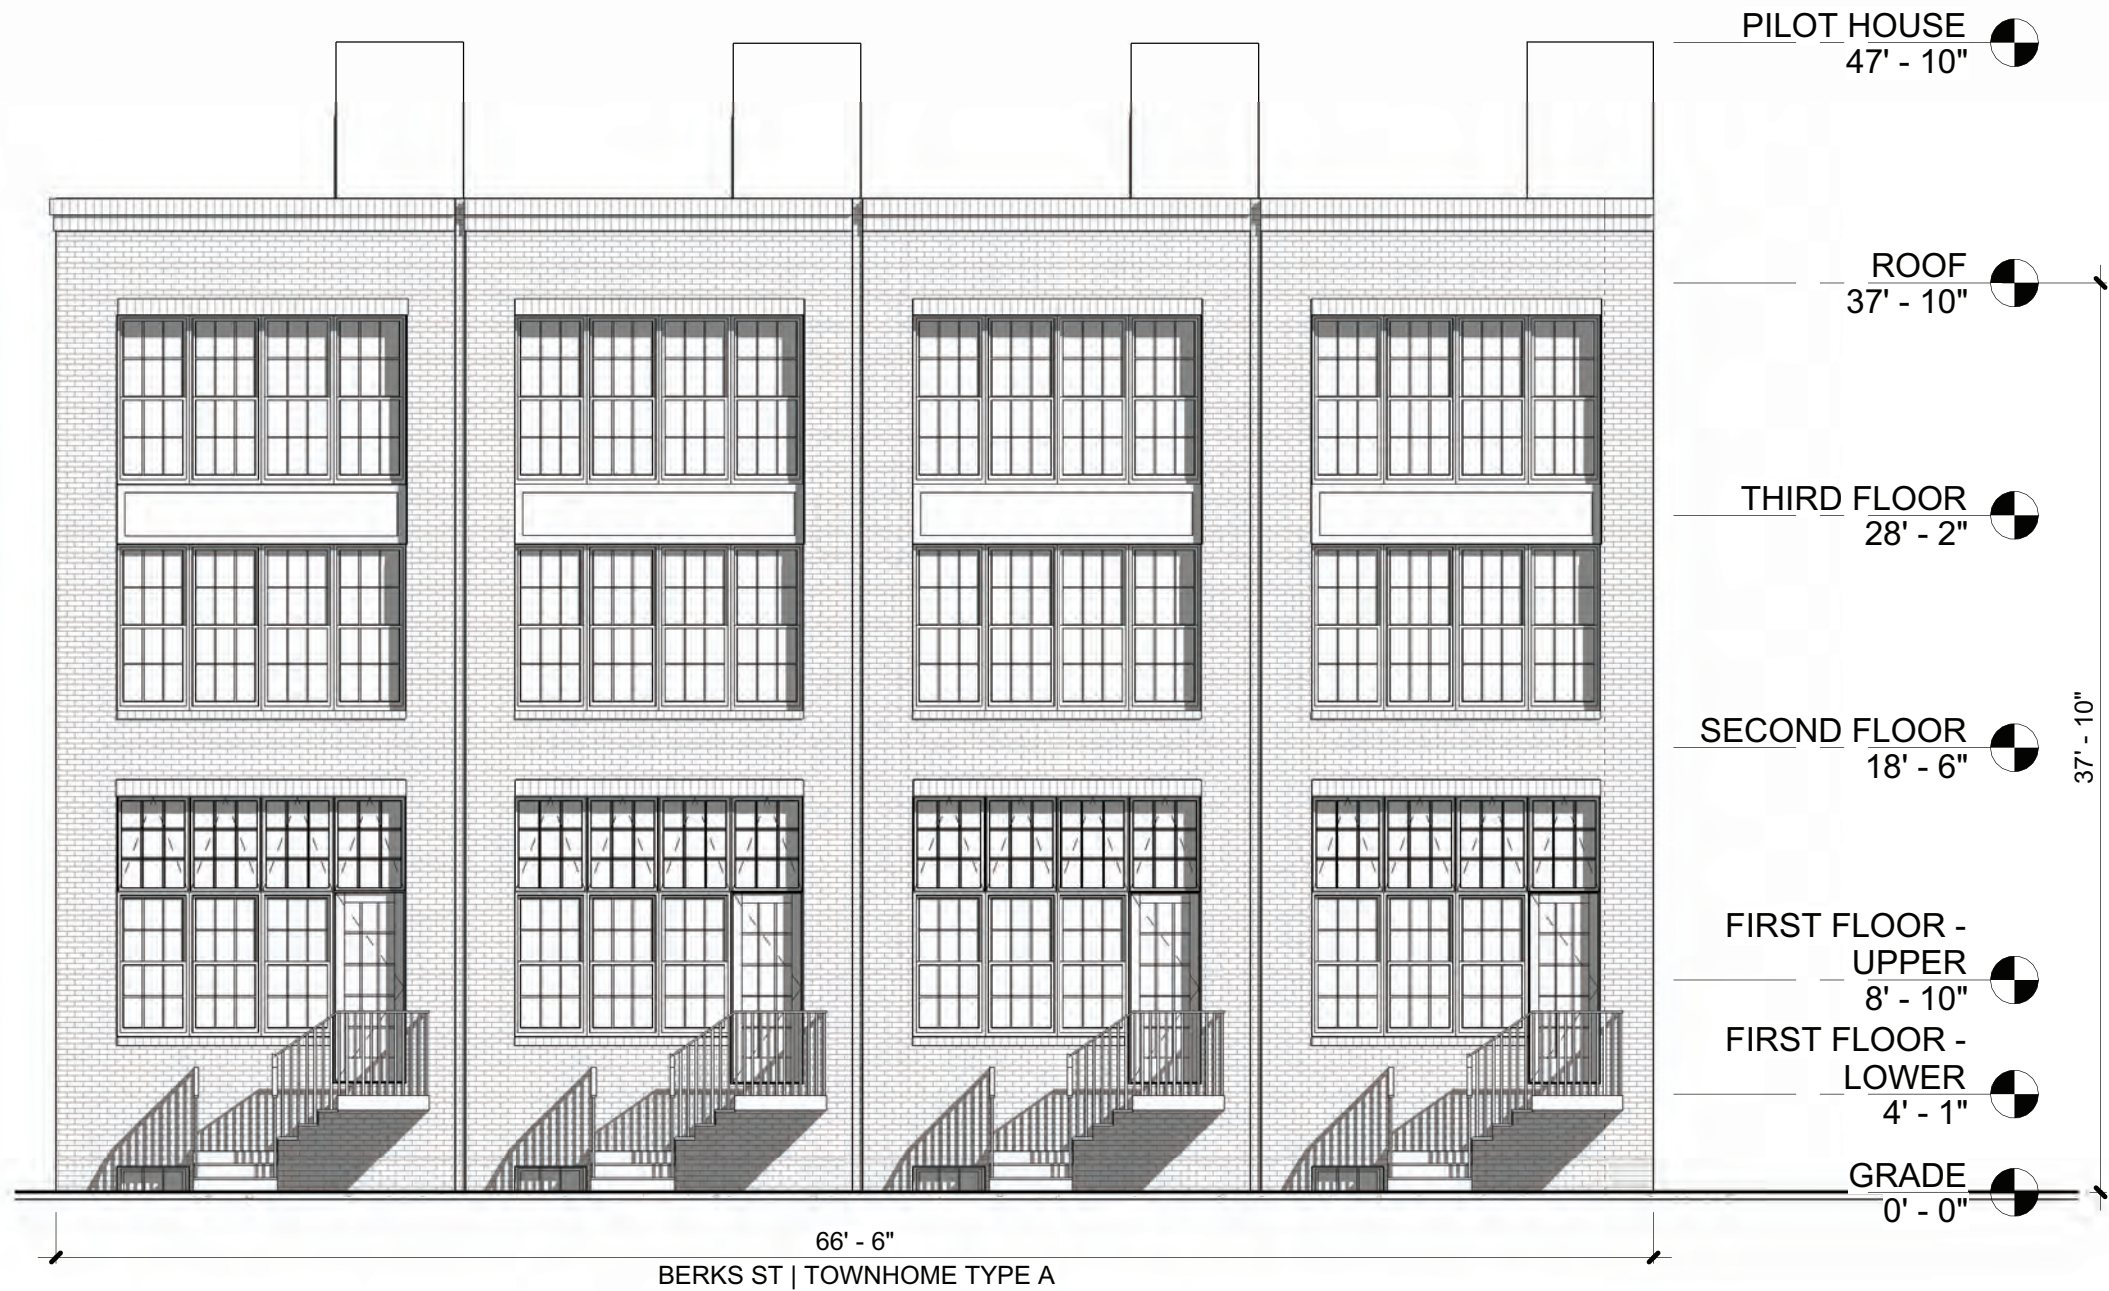 PILOT HOUSE
47' - 10"
ROOF
37' - 10"
THIRD FLOOR
28' - 2"
SECOND FLOOR
18' - 6"
37' - 10"
FIRST FLOOR -
UPPER
8' - 10"
FIRST FLOOR -
LOWER
4' - 1"
GRADE
0' - 0"
66' - 6"
BERKS ST | TOWNHOME TYPE A